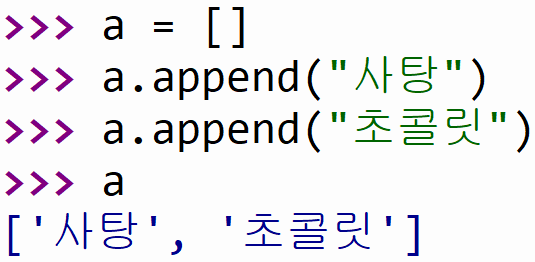 >>> a = []
>>> a.append("사탕")
>>> a.append("초콜릿")
>>> a
['사탕', '초콜릿']